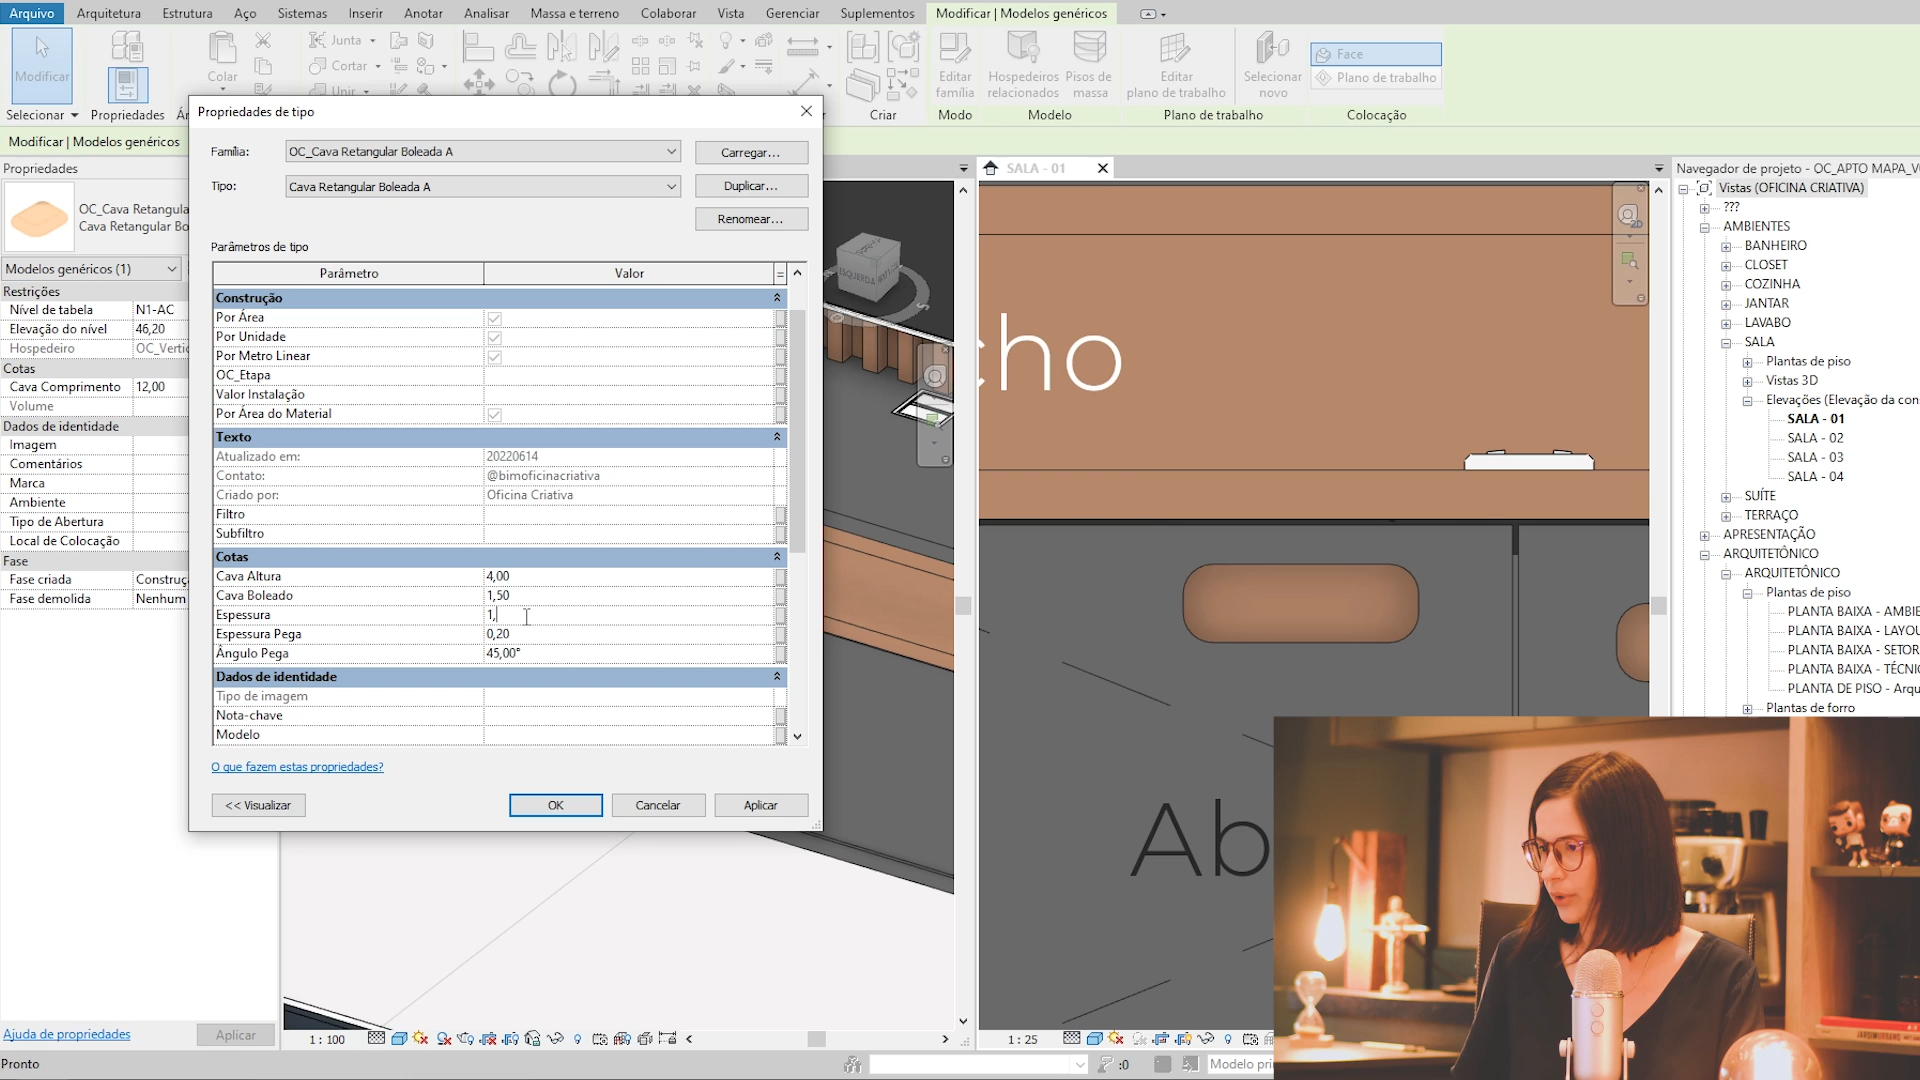 Arquivo Arquitetura Estrutura Aço Sistemas Inserir Anotar Analisar Massa e terreno Colaborar Vista Gerenciar Suplementos Modificar | Modelos genéricos
Modificar
Colar
Junta
Cortar
Unir
Editar família
Hospedeiros relacionados
Pisos de massa
Editar plano de trabalho
Selecionar novo
Face
Plano de trabalho
Selecionar Propriedades Criar Modo Modelo Plano de trabalho Colocação
Modificar | Modelos genéricos
Propriedades
OC_Cava Retangula
Cava Retangular Bo
Modelos genéricos (1)
Restrições
Nível de tabela N1-AC
Elevação do nível 46,20
Hospedeiro OC_Vertic
Cotas
Cava Comprimento 12,00
Volume
Dados de identidade
Imagem
Comentários
Marca
Ambiente
Tipo de Abertura
Local de Colocação
Fase
Fase criada Construç
Fase demolida Nenhum
Ajuda de propriedades Aplicar
Pronto
Propriedades de tipo
Família: OC_Cava Retangular Boleada A Carregar...
Tipo: Cava Retangular Boleada A Duplicar...
Renomear...
Parâmetros de tipo
Parâmetro Valor =
Construção
Por Área
Por Unidade
Por Metro Linear
OC_Etapa
Valor Instalação
Por Área do Material
Texto
Atualizado em: 20220614
Contato: @bimoficinacriativa
Criado por: Oficina Criativa
Filtro
Subfiltro
Cotas
Cava Altura 4,00
Cava Boleado 1,50
Espessura 1,
Espessura Pega 0,20
Ângulo Pega 45,00°
Dados de identidade
Tipo de imagem
Nota-chave
Modelo
O que fazem estas propriedades?
<< Visualizar OK Cancelar Aplicar
ESQUERDA
1 : 100
SALA - 01
2D
cho
Ab
1 : 25
:0
Modelo pri
Navegador de projeto - OC_APTO MAPA_V
Vistas (OFICINA CRIATIVA)
???
AMBIENTES
BANHEIRO
CLOSET
COZINHA
JANTAR
LAVABO
SALA
Plantas de piso
Vistas 3D
Elevações (Elevação da con
SALA - 01
SALA - 02
SALA - 03
SALA - 04
SUÍTE
TERRAÇO
APRESENTAÇÃO
ARQUITETÔNICO
ARQUITETÔNICO
Plantas de piso
PLANTA BAIXA - AMBIE
PLANTA BAIXA - LAYOU
PLANTA BAIXA - SETOR
PLANTA BAIXA - TÉCNIC
PLANTA DE PISO - Arqu
Plantas de forro